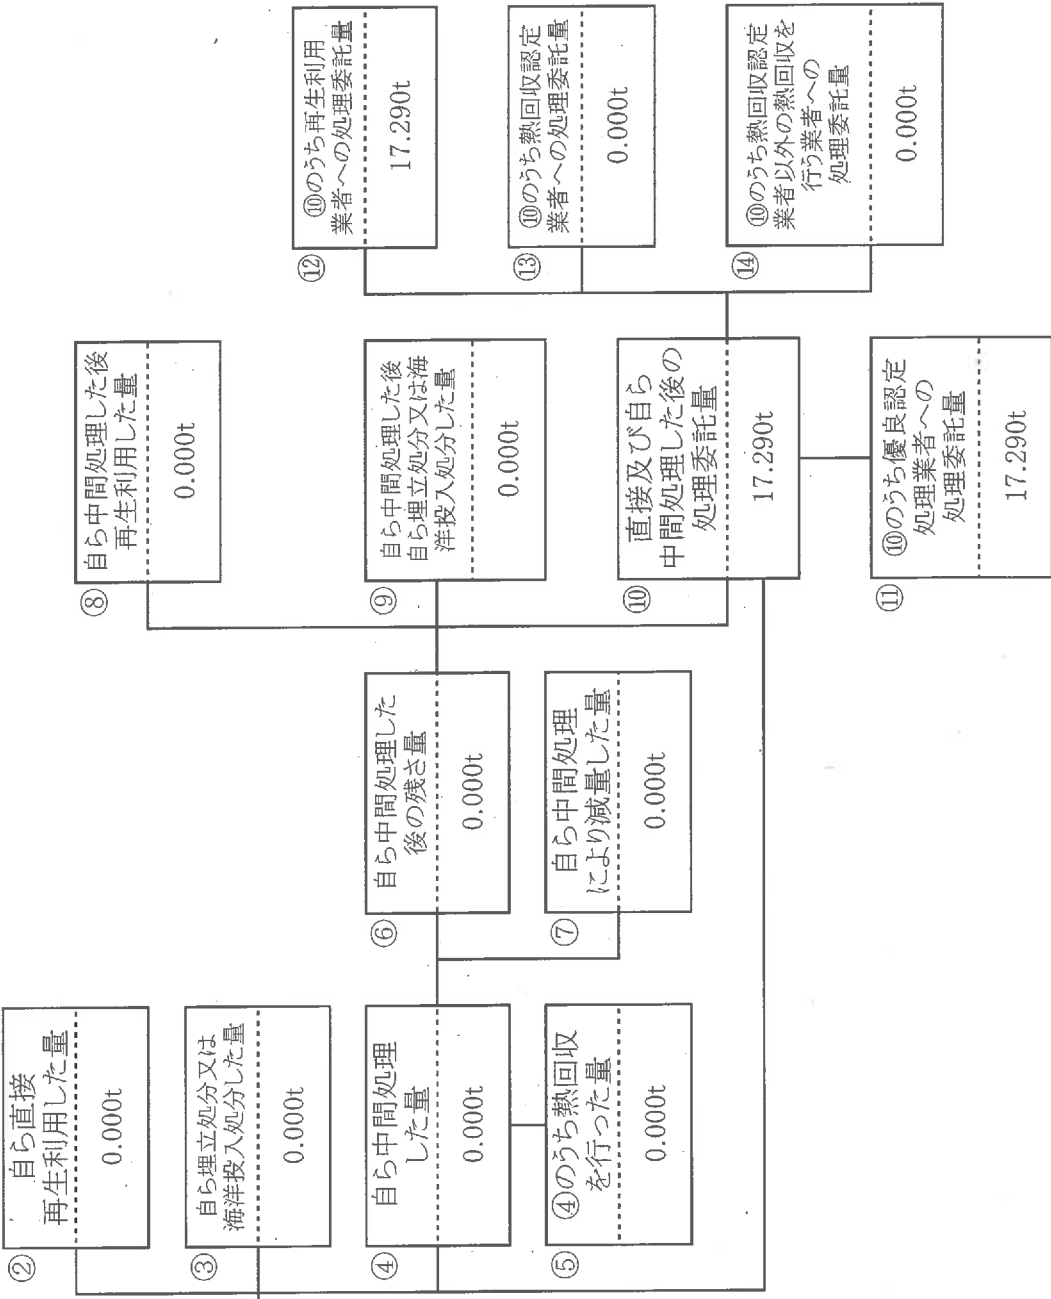 ②
自ら直接
再生利用した量
0.000t
③
自ら埋立処分又は
海洋投入処分した量
0.000t
④
自ら中間処理
した量
0.000t
⑤
④のうち熱回収
を行った量
0.000t
⑥
自ら中間処理した
後の残さ量
0.000t
⑦
自ら中間処理
により減量した量
0.000t
⑧
自ら中間処理した後
再生利用した量
0.000t
⑨
自ら中間処理した後
自ら埋立処分又は海
洋投入処分した量
0.000t
⑩
直接及び自ら
中間処理した後の
処理委託量
17.290t
⑪
⑩のうち優良認定
処理業者への
処理委託量
17.290t
⑫
⑩のうち再生利用
業者への処理委託量
17.290t
⑬
⑩のうち熱回収認定
業者への処理委託量
0.000t
⑭
⑩のうち熱回収認定
業者以外の熱回収を
行う業者への
処理委託量
0.000t